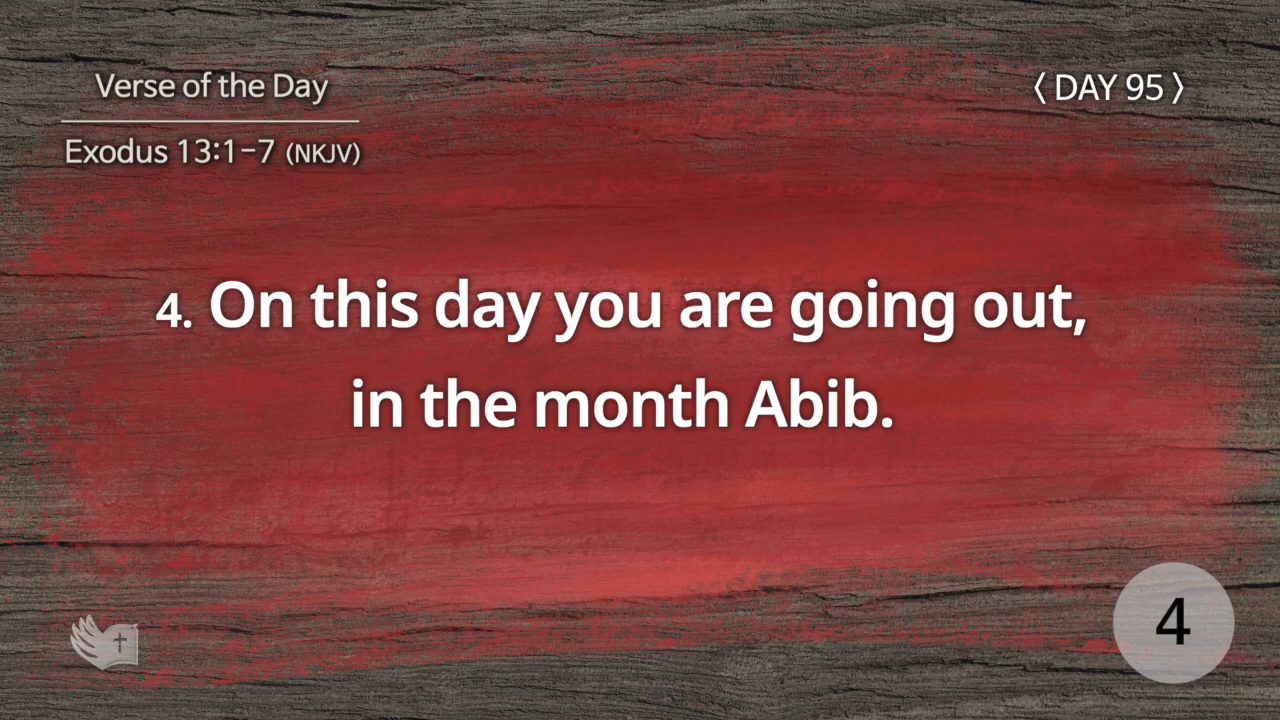 Verse of the Day
Exodus 13:1-7 (NKJV)
⟨ DAY 95 ⟩
4. On this day you are going out,
in the month Abib.
4